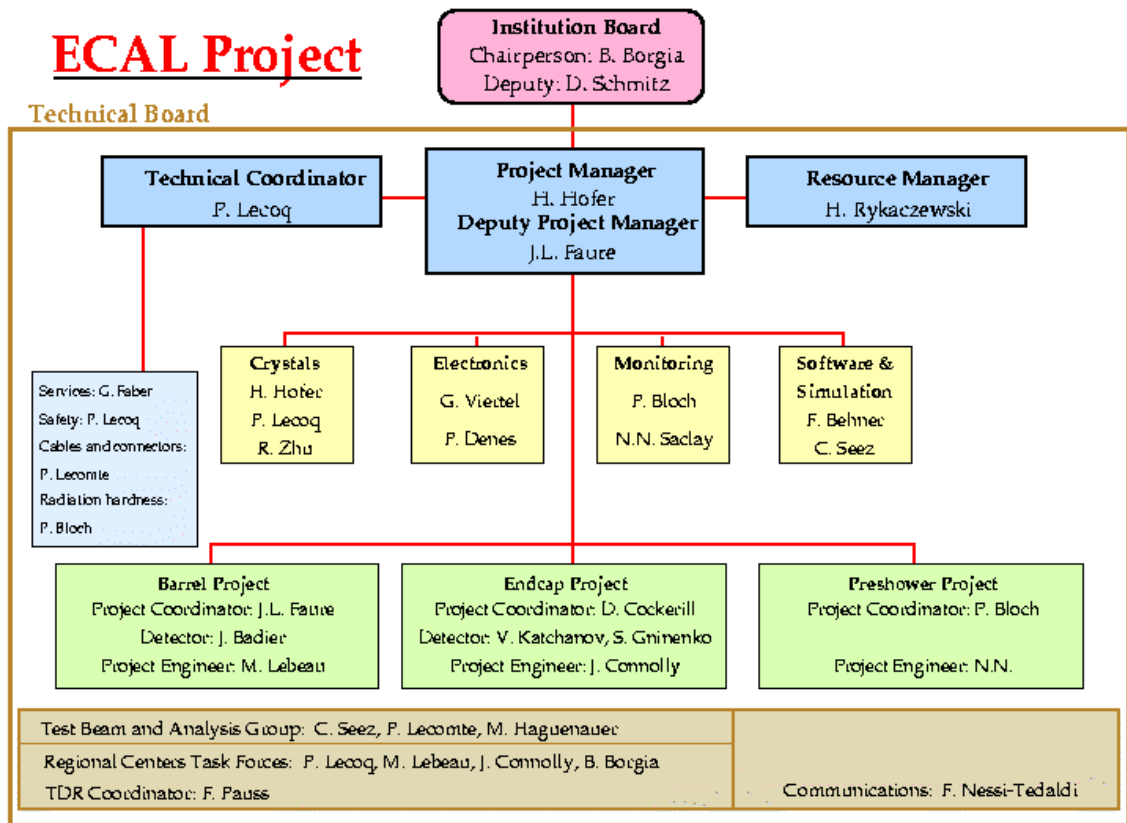 ECAL Project
Institution Board
Chairperson: B. Borgia
Deputy: D. Schmitz
Technical Board
Technical Coordinator
P. Lecoq
Project Manager
H. Hofer
Deputy Project Manager
J.L. Faure
Resource Manager
H. Rykaczewski
Services: G. Faber
Safety: P. Lecoq
Cables and connectors:
P. Lecomte
Radiation hardness:
P. Bloch
Crystals
H. Hofer
P. Lecoq
R. Zhu
Electronics
G. Viertel
P. Denes
Monitoring
P. Bloch
N.N. Saclay
Software &
Simulation
F. Behner
C. Seez
Barrel Project
Project Coordinator: J.L. Faure
Detector: J. Badier
Project Engineer: M. Lebeau
Endcap Project
Project Coordinator: D. Cockerill
Detector: V. Katchanov, S. Gninenko
Project Engineer: J. Connolly
Preshower Project
Project Coordinator: P. Bloch
Project Engineer: N.N.
Test Beam and Analysis Group: C. Seez, P. Lecomte, M. Haguenauer
Regional Centers Task Forces: P. Lecoq, M. Lebeau, J. Connolly, B. Borgia
TDR Coordinator: F. Pauss
Communications: F. Nessi-Tedaldi